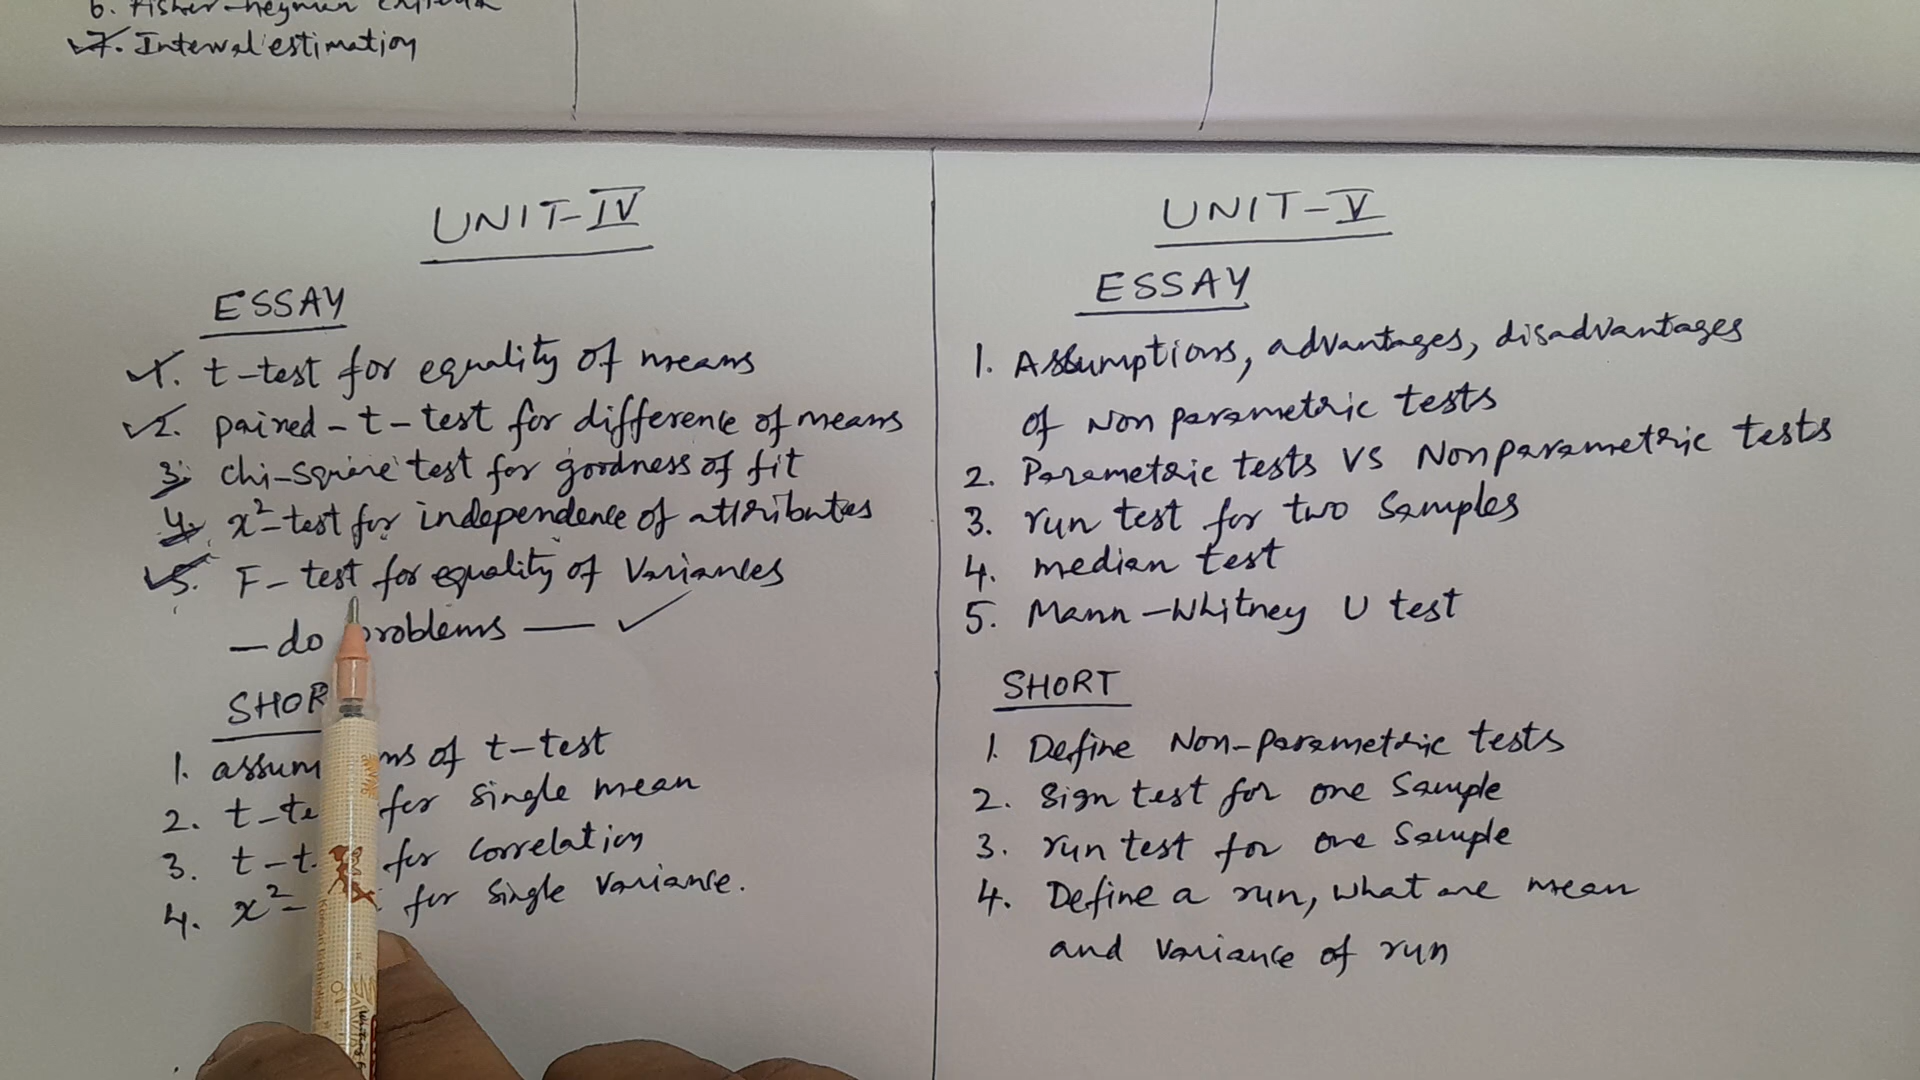 6. Fisher-Neyman criteria
7. Interval estimation
UNIT-IV
ESSAY
1. t-test for equality of means
2. paired-t-test for difference of means
3. chi-square test for goodness of fit
4. x²-test for independence of attributes
5. F-test for equality of Variances
— do problems — ✓
SHOR
1. assum ns of t-test
2. t-te for single mean
3. t-t for correlation
4. x²- for single variance.
UNIT-V
ESSAY
1. Assumptions, advantages, disadvantages
of Non parametric tests
2. Parametric tests VS Nonparametric tests
3. run test for two Samples
4. median test
5. Mann-Whitney U test
SHORT
1. Define Non-parametric tests
2. Sign test for one Sample
3. run test for one Sample
4. Define a run, what are mean
and variance of run